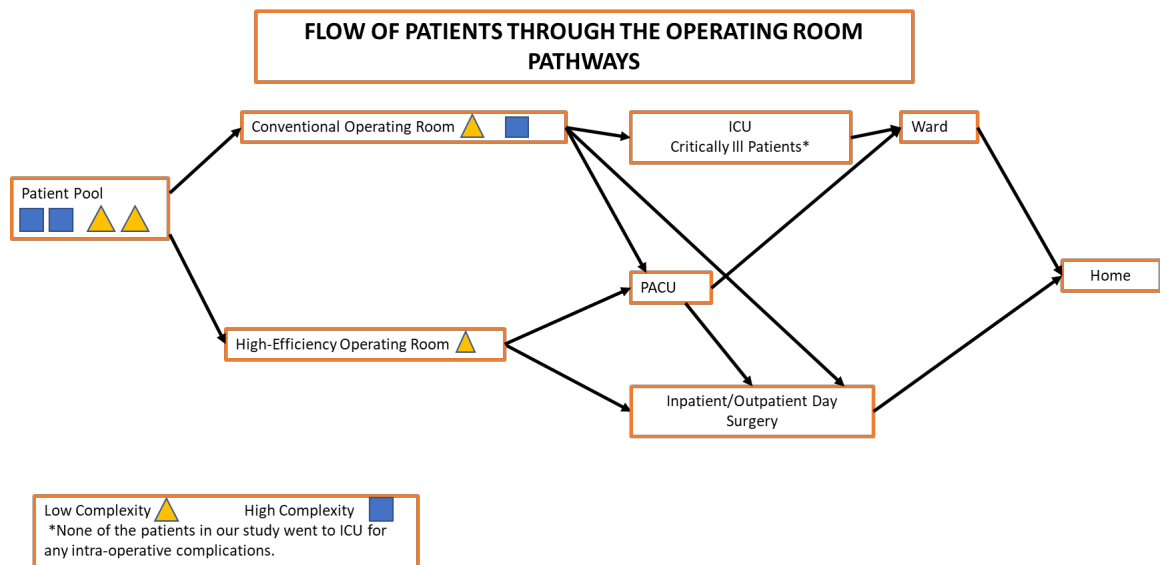 FLOW OF PATIENTS THROUGH THE OPERATING ROOM
PATHWAYS
Conventional Operating Room
ICU
Critically Ill Patients*
Ward
Patient Pool
Home
PACU
High-Efficiency Operating Room
Inpatient/Outpatient Day
Surgery
Low Complexity
High Complexity
*None of the patients in our study went to ICU for
any intra-operative complications.